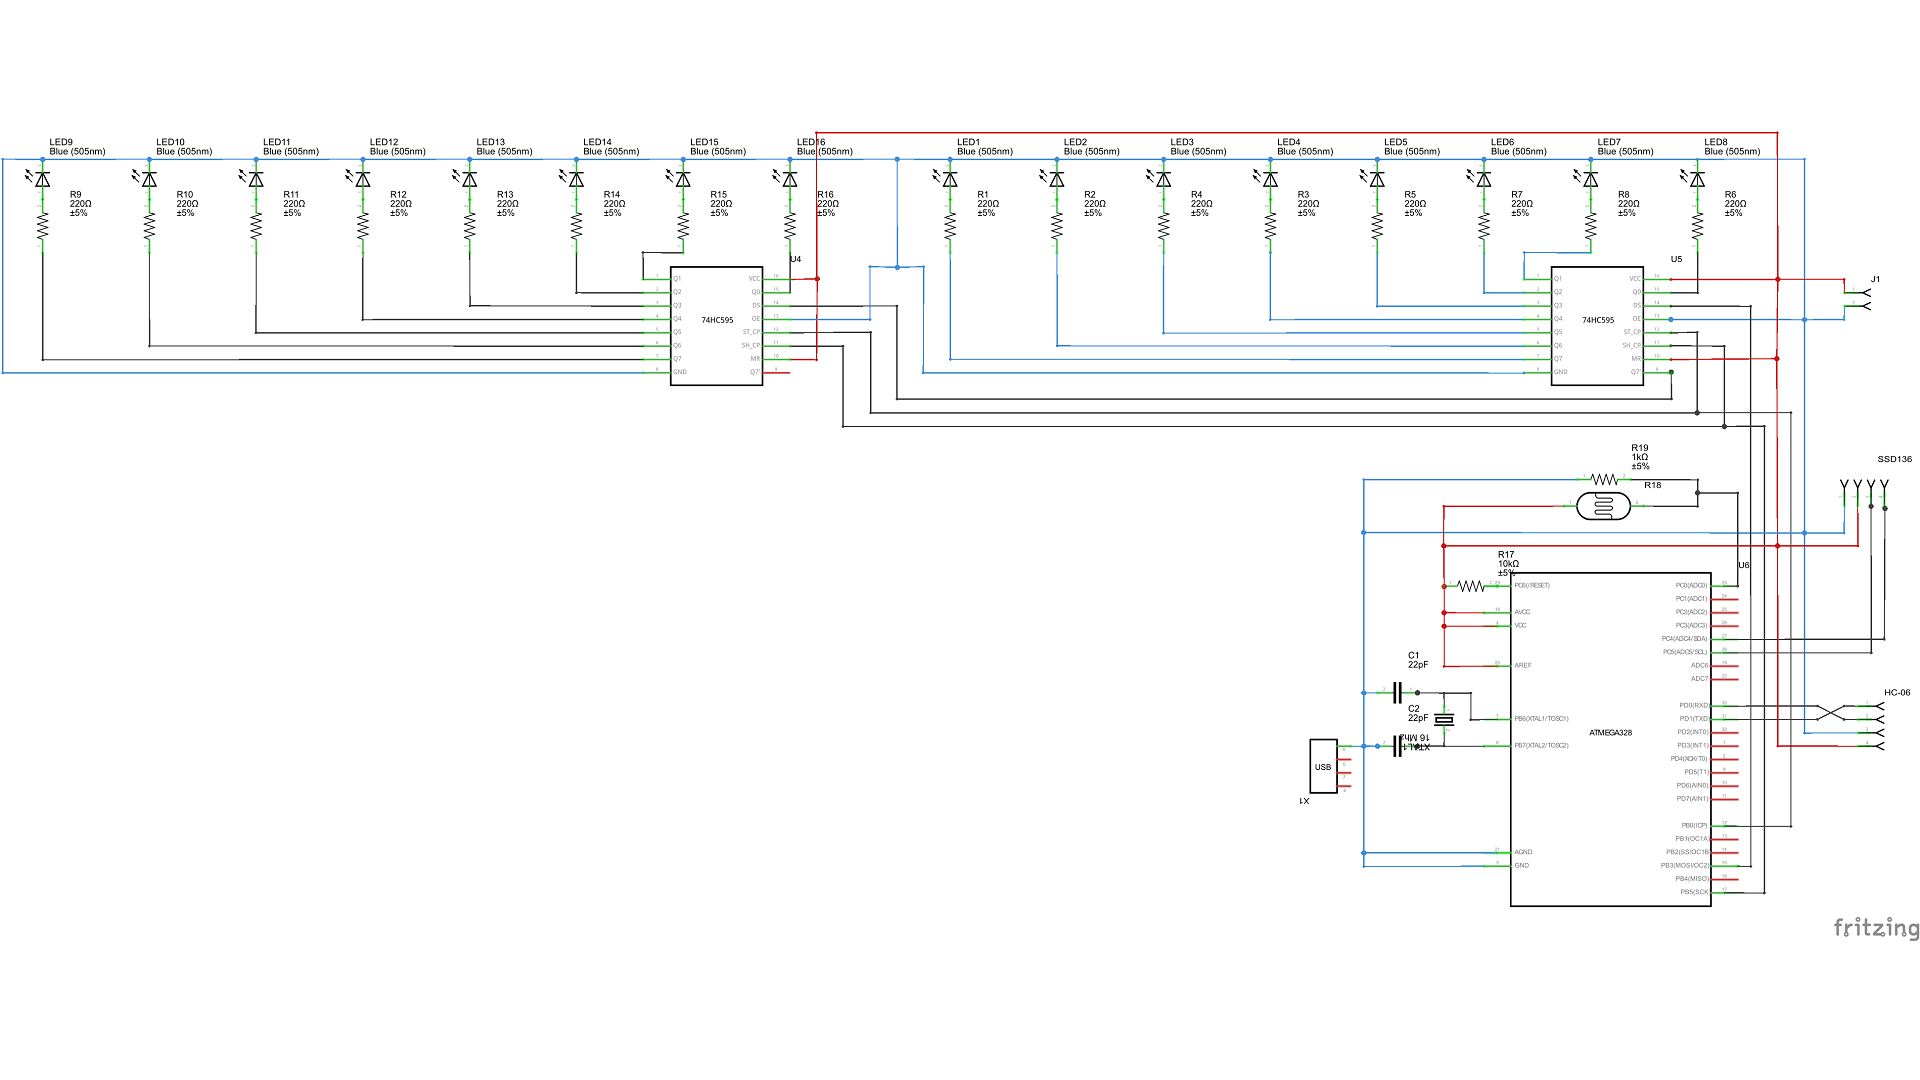 LED9
Blue (505nm)
LED10
Blue (505nm)
LED11
Blue (505nm)
LED12
Blue (505nm)
LED13
Blue (505nm)
LED14
Blue (505nm)
LED15
Blue (505nm)
LED16
Blue (505nm)
LED1
Blue (505nm)
LED2
Blue (505nm)
LED3
Blue (505nm)
LED4
Blue (505nm)
LED5
Blue (505nm)
LED6
Blue (505nm)
LED7
Blue (505nm)
LED8
Blue (505nm)
R9
220Ω
±5%
R10
220Ω
±5%
R11
220Ω
±5%
R12
220Ω
±5%
R13
220Ω
±5%
R14
220Ω
±5%
R15
220Ω
±5%
R16
220Ω
±5%
R1
220Ω
±5%
R2
220Ω
±5%
R4
220Ω
±5%
R3
220Ω
±5%
R5
220Ω
±5%
R7
220Ω
±5%
R8
220Ω
±5%
R6
220Ω
±5%
U4
74HC595
Q1
Q2
Q3
Q4
Q5
Q6
Q7
GND
VCC
Q0
DS
OE
ST_CP
SH_CP
MR
Q7'
U5
74HC595
Q1
Q2
Q3
Q4
Q5
Q6
Q7
GND
VCC
Q0
DS
OE
ST_CP
SH_CP
MR
Q7'
J1
R19
1kΩ
±5%
R18
SSD136
R17
10kΩ
±5%
U6
PC6(/RESET)
AVCC
VCC
AREF
PB6(XTAL1/TOSC1)
PB7(XTAL2/TOSC2)
AGND
GND
ATMEGA328
PC0(ADC0)
PC1(ADC1)
PC2(ADC2)
PC3(ADC3)
PC4(ADC4/SDA)
PC5(ADC5/SCL)
ADC6
ADC7
PD0(RXD)
PD1(TXD)
PD2(INT0)
PD3(INT1)
PD4(XCK/T0)
PD5(T1)
PD6(AIN0)
PD7(AIN1)
PB0(ICP)
PB1(OC1A)
PB2(SS/OC1B
PB3(MOSI/OC2)
PB4(MISO)
PB5(SCK
C1
22pF
C2
22pF
XTAL1
USB
X1
HC-06
fritzing